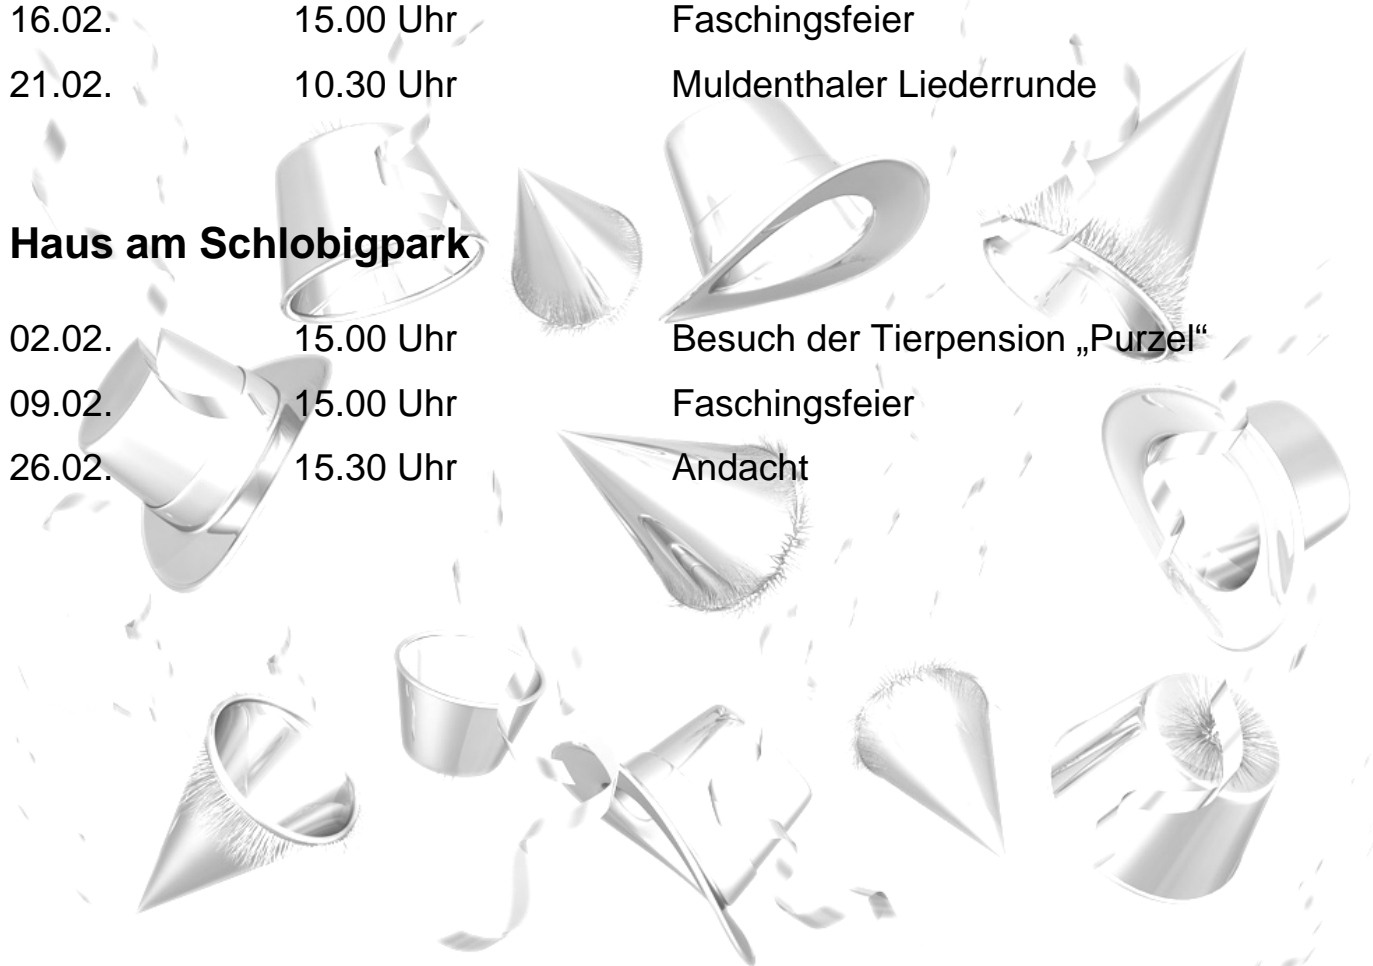 16.02. 15.00 Uhr Faschingsfeier
21.02. 10.30 Uhr Muldenthaler Liederrunde
Haus am Schlobigpark
02.02. 15.00 Uhr Besuch der Tierpension „Purzel“
09.02. 15.00 Uhr Faschingsfeier
26.02. 15.30 Uhr Andacht